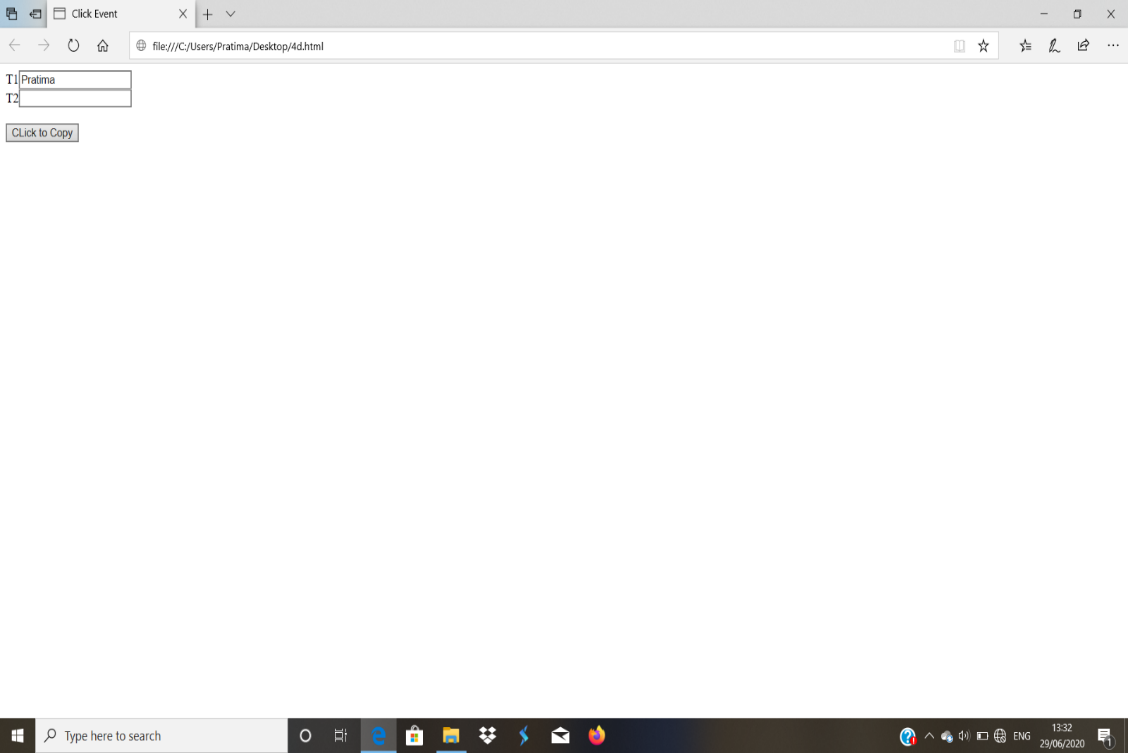 Click Event
file:///C:/Users/Pratima/Desktop/4d.html
T1 Pratima
T2
CLick to Copy
Type here to search
ENG
13:32
29/06/2020
1